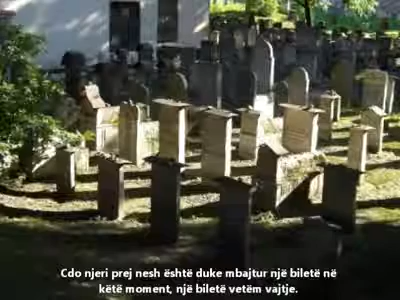 Cdo njeri prej nesh është duke mbajtur një biletë në
këtë moment, një biletë vetëm vajtje.